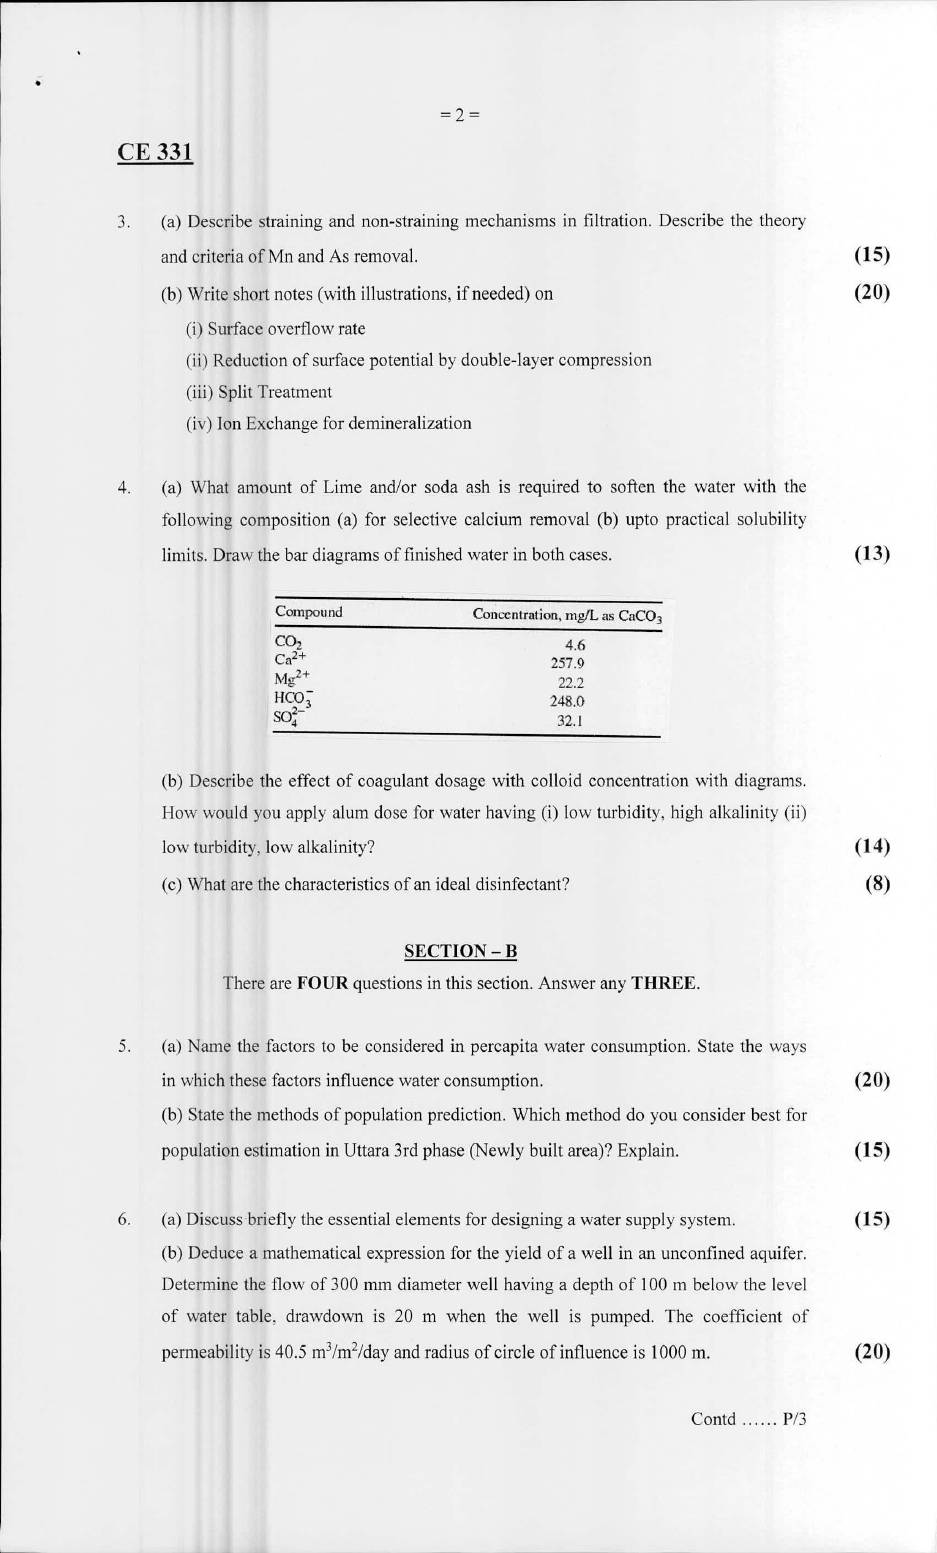 = 2 =
CE 331
3. (a) Describe straining and non-straining mechanisms in filtration. Describe the theory
and criteria of Mn and As removal. (15)
(b) Write short notes (with illustrations, if needed) on (20)
(i) Surface overflow rate
(ii) Reduction of surface potential by double-layer compression
(iii) Split Treatment
(iv) Ion Exchange for demineralization
4. (a) What amount of Lime and/or soda ash is required to soften the water with the
following composition (a) for selective calcium removal (b) upto practical solubility
limits. Draw the bar diagrams of finished water in both cases. (13)
Compound Concentration, mg/L as CaCO₃
CO₂ 4.6
Ca²⁺ 257.9
Mg²⁺ 22.2
HCO₃⁻ 248.0
SO₄²⁻ 32.1
(b) Describe the effect of coagulant dosage with colloid concentration with diagrams.
How would you apply alum dose for water having (i) low turbidity, high alkalinity (ii)
low turbidity, low alkalinity? (14)
(c) What are the characteristics of an ideal disinfectant? (8)
SECTION – B
There are FOUR questions in this section. Answer any THREE.
5. (a) Name the factors to be considered in percapita water consumption. State the ways
in which these factors influence water consumption. (20)
(b) State the methods of population prediction. Which method do you consider best for
population estimation in Uttara 3rd phase (Newly built area)? Explain. (15)
6. (a) Discuss briefly the essential elements for designing a water supply system. (15)
(b) Deduce a mathematical expression for the yield of a well in an unconfined aquifer.
Determine the flow of 300 mm diameter well having a depth of 100 m below the level
of water table, drawdown is 20 m when the well is pumped. The coefficient of
permeability is 40.5 m³/m²/day and radius of circle of influence is 1000 m. (20)
Contd ...... P/3